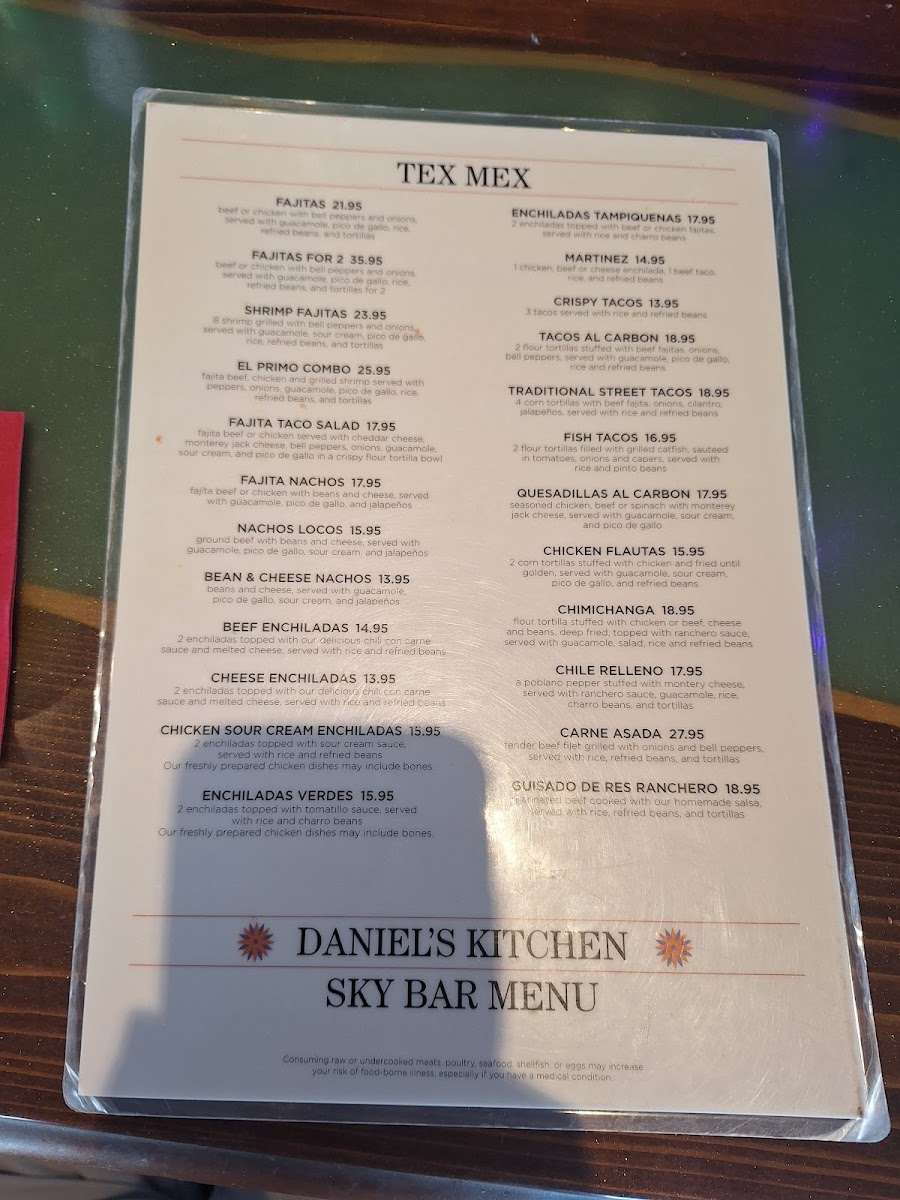 TEX MEX
FAJITAS 21.95
beef or chicken with bell peppers and onions,
served with guacamole, pico de gallo, rice,
refried beans, and tortillas
FAJITAS FOR 2 35.95
beef or chicken with bell peppers and onions,
served with guacamole, pico de gallo, rice,
refried beans, and tortillas for 2
SHRIMP FAJITAS 23.95
8 shrimp grilled with bell peppers and onions,
served with guacamole, sour cream, pico de gallo,
rice, refried beans, and tortillas
EL PRIMO COMBO 25.95
fajita beef, chicken and grilled shrimp served with
peppers, onions, guacamole, pico de gallo, rice,
refried beans, and tortillas
FAJITA TACO SALAD 17.95
fajita beef or chicken served with cheddar cheese,
monterey jack cheese, bell peppers, onions, guacamole,
sour cream, and pico de gallo in a crispy flour tortilla bowl
FAJITA NACHOS 17.95
fajita beef or chicken with beans and cheese, served
with guacamole, pico de gallo, and jalapeños
NACHOS LOCOS 15.95
ground beef with beans and cheese, served with
guacamole, pico de gallo, sour cream, and jalapeños
BEAN & CHEESE NACHOS 13.95
beans and cheese, served with guacamole,
pico de gallo, sour cream, and jalapeños
BEEF ENCHILADAS 14.95
2 enchiladas topped with our delicious chili con carne
sauce and melted cheese, served with rice and refried beans
CHEESE ENCHILADAS 13.95
2 enchiladas topped with our delicious chili con carne
sauce and melted cheese, served with rice and refried beans
CHICKEN SOUR CREAM ENCHILADAS 15.95
2 enchiladas topped with sour cream sauce,
served with rice and refried beans
Our freshly prepared chicken dishes may include bones.
ENCHILADAS VERDES 15.95
2 enchiladas topped with tomatillo sauce, served
with rice and charro beans
Our freshly prepared chicken dishes may include bones.
ENCHILADAS TAMPIQUENAS 17.95
2 enchiladas topped with beef or chicken fajitas,
served with rice and charro beans
MARTINEZ 14.95
1 chicken, beef or cheese enchilada, 1 beef taco,
rice, and refried beans
CRISPY TACOS 13.95
3 tacos served with rice and refried beans
TACOS AL CARBON 18.95
2 flour tortillas stuffed with beef fajitas, onions,
bell peppers, served with guacamole, pico de gallo,
rice and refried beans
TRADITIONAL STREET TACOS 18.95
4 corn tortillas with beef fajita, onions, cilantro,
jalapeños, served with rice and refried beans
FISH TACOS 16.95
2 flour tortillas filled with grilled catfish, sauteed
in tomatoes, onions and capers, served with
rice and pinto beans
QUESADILLAS AL CARBON 17.95
seasoned chicken, beef or spinach with monterey
jack cheese, served with guacamole, sour cream,
and pico de gallo
CHICKEN FLAUTAS 15.95
2 corn tortillas stuffed with chicken and fried until
golden, served with guacamole, sour cream,
pico de gallo, and refried beans
CHIMICHANGA 18.95
flour tortilla stuffed with chicken or beef, cheese
and beans, deep fried, topped with ranchero sauce,
served with guacamole, salad, rice and refried beans
CHILE RELLENO 17.95
a poblano pepper stuffed with montery cheese,
served with ranchero sauce, guacamole, rice,
charro beans, and tortillas
CARNE ASADA 27.95
tender beef filet grilled with onions and bell peppers,
served with rice, refried beans, and tortillas
GUISADO DE RES RANCHERO 18.95
marinated beef cooked with our homemade salsa,
served with rice, refried beans, and tortillas
DANIEL'S KITCHEN
SKY BAR MENU
Consuming raw or undercooked meats, poultry, seafood, shellfish, or eggs may increase
your risk of food-borne illness, especially if you have a medical condition.